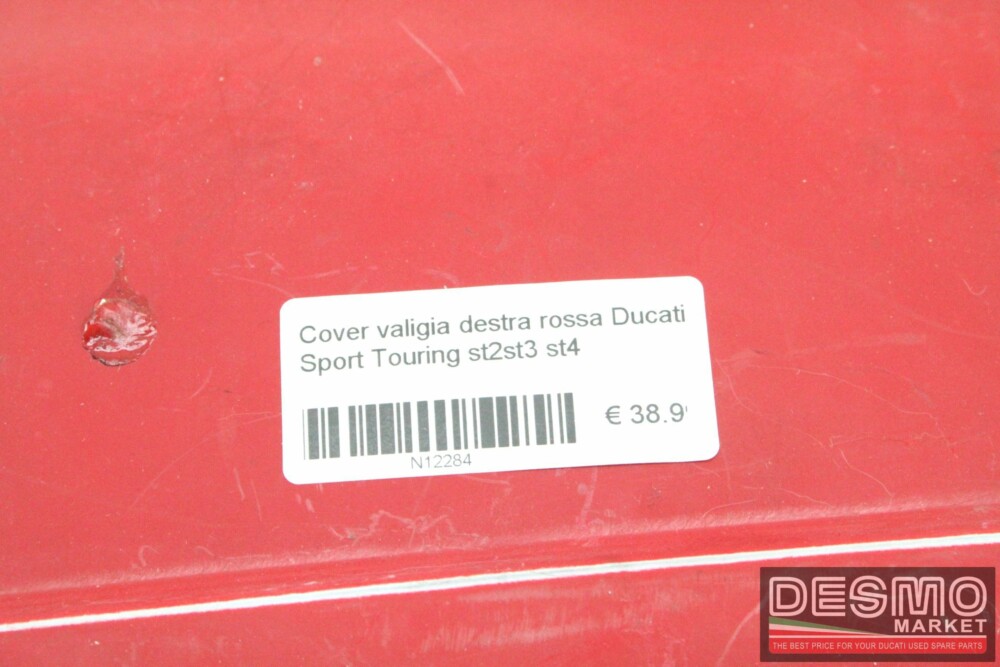 Cover valigia destra rossa Ducati
Sport Touring st2st3 st4
€ 38.9
N12284
DESMO
MARKET
THE BEST PRICE FOR YOUR DUCATI USED SPARE PARTS